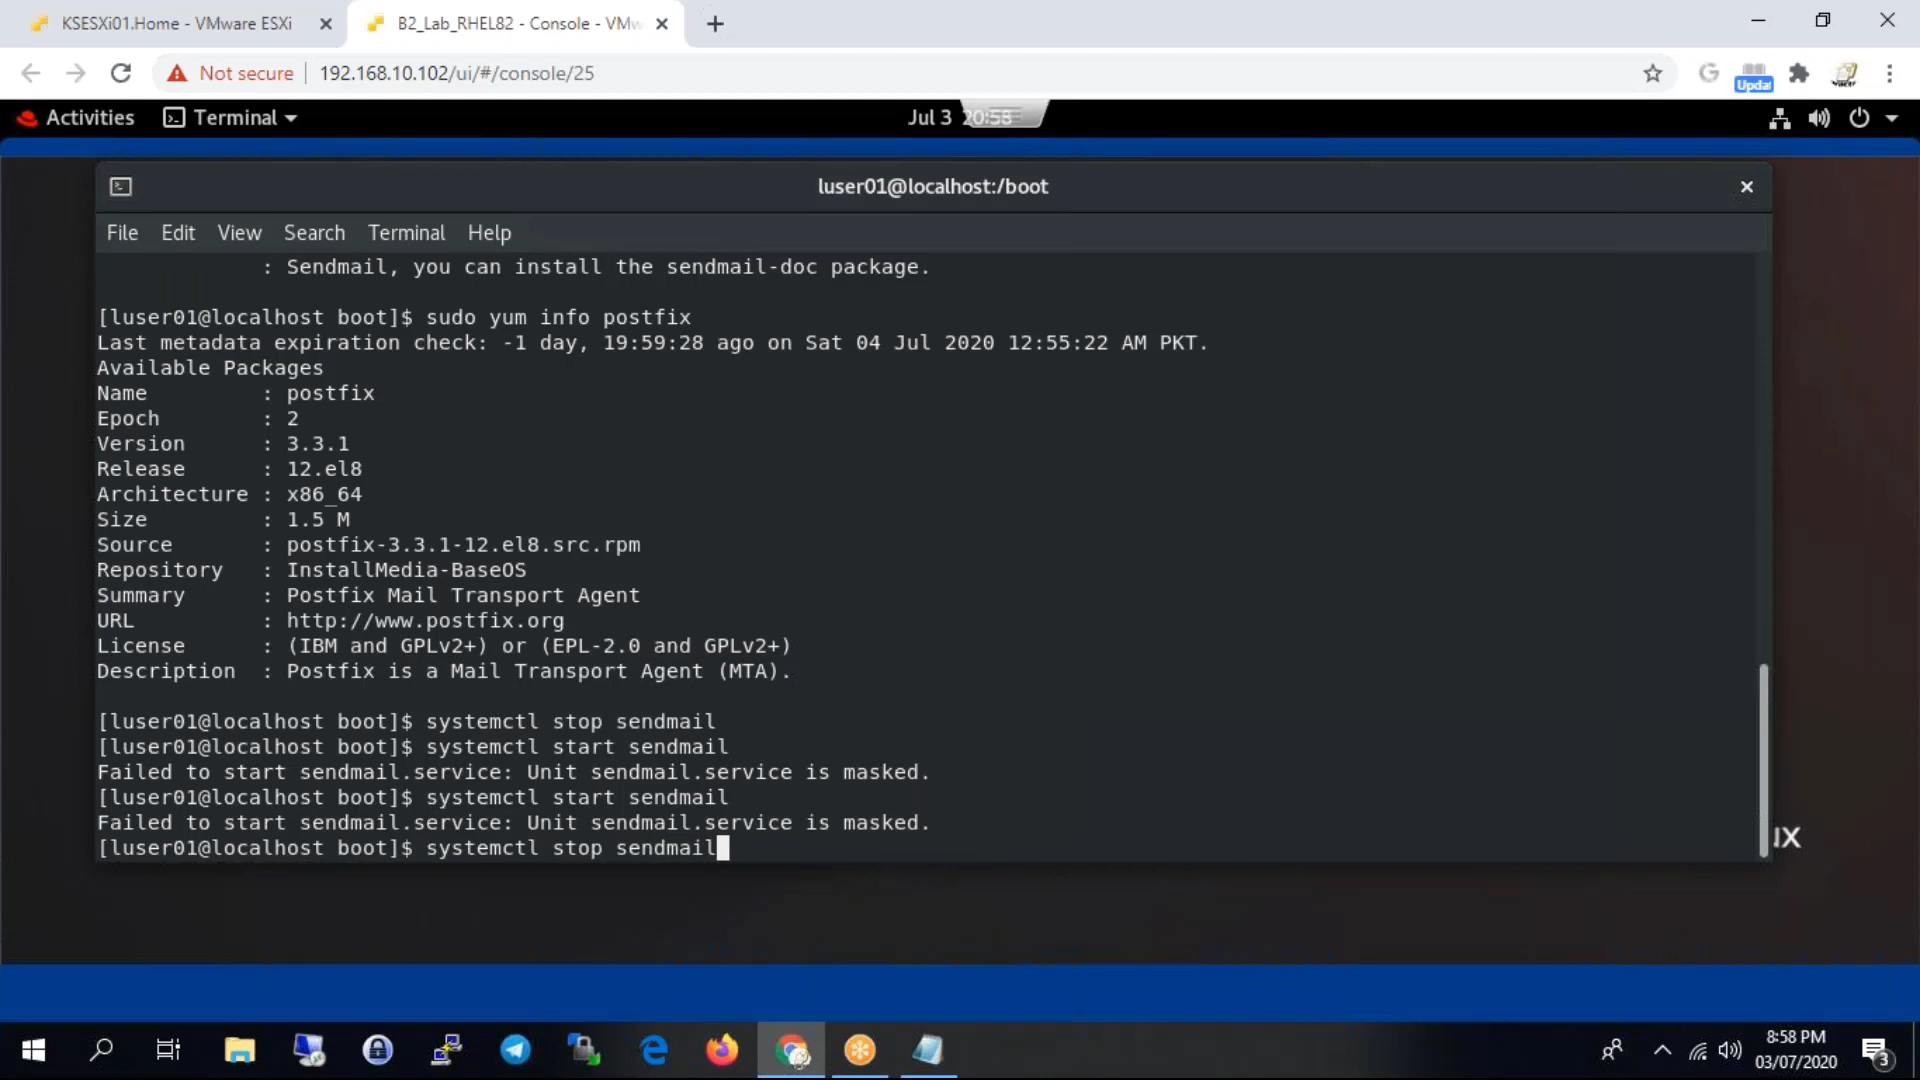 KSESXi01.Home - VMware ESXi
B2_Lab_RHEL82 - Console - VMw
Not secure
192.168.10.102/ui/#/console/25
G
Updat
Activities
Terminal
Jul 3 20:58
luser01@localhost:/boot
File Edit View Search Terminal Help
: Sendmail, you can install the sendmail-doc package.
[luser01@localhost boot]$ sudo yum info postfix
Last metadata expiration check: -1 day, 19:59:28 ago on Sat 04 Jul 2020 12:55:22 AM PKT.
Available Packages
Name : postfix
Epoch : 2
Version : 3.3.1
Release : 12.el8
Architecture : x86_64
Size : 1.5 M
Source : postfix-3.3.1-12.el8.src.rpm
Repository : InstallMedia-BaseOS
Summary : Postfix Mail Transport Agent
URL : http://www.postfix.org
License : (IBM and GPLv2+) or (EPL-2.0 and GPLv2+)
Description : Postfix is a Mail Transport Agent (MTA).
[luser01@localhost boot]$ systemctl stop sendmail
[luser01@localhost boot]$ systemctl start sendmail
Failed to start sendmail.service: Unit sendmail.service is masked.
[luser01@localhost boot]$ systemctl start sendmail
Failed to start sendmail.service: Unit sendmail.service is masked.
[luser01@localhost boot]$ systemctl stop sendmail
8:58 PM
03/07/2020
3